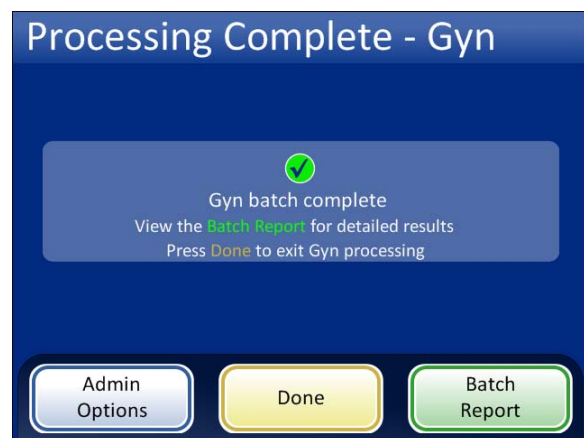 Processing Complete - Gyn
Gyn batch complete
View the Batch Report for detailed results
Press Done to exit Gyn processing
Admin
Options
Done
Batch
Report